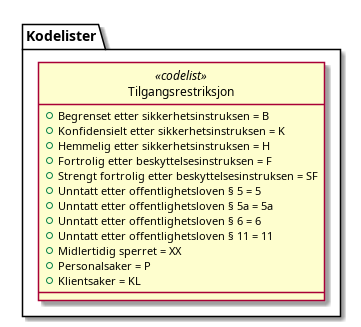 Kodelister
«codelist»
Tilgangsrestriksjon
Begrenset etter sikkerhetsinstruksen = B
Konfidensielt etter sikkerhetsinstruksen = K
Hemmelig etter sikkerhetsinstruksen = H
Fortrolig etter beskyttelsesinstruksen = F
Strengt fortrolig etter beskyttelsesinstruksen = SF
Unntatt etter offentlighetsloven § 5 = 5
Unntatt etter offentlighetsloven § 5a = 5a
Unntatt etter offentlighetsloven § 6 = 6
Unntatt etter offentlighetsloven § 11 = 11
Midlertidig sperret = XX
Personalsaker = P
Klientsaker = KL